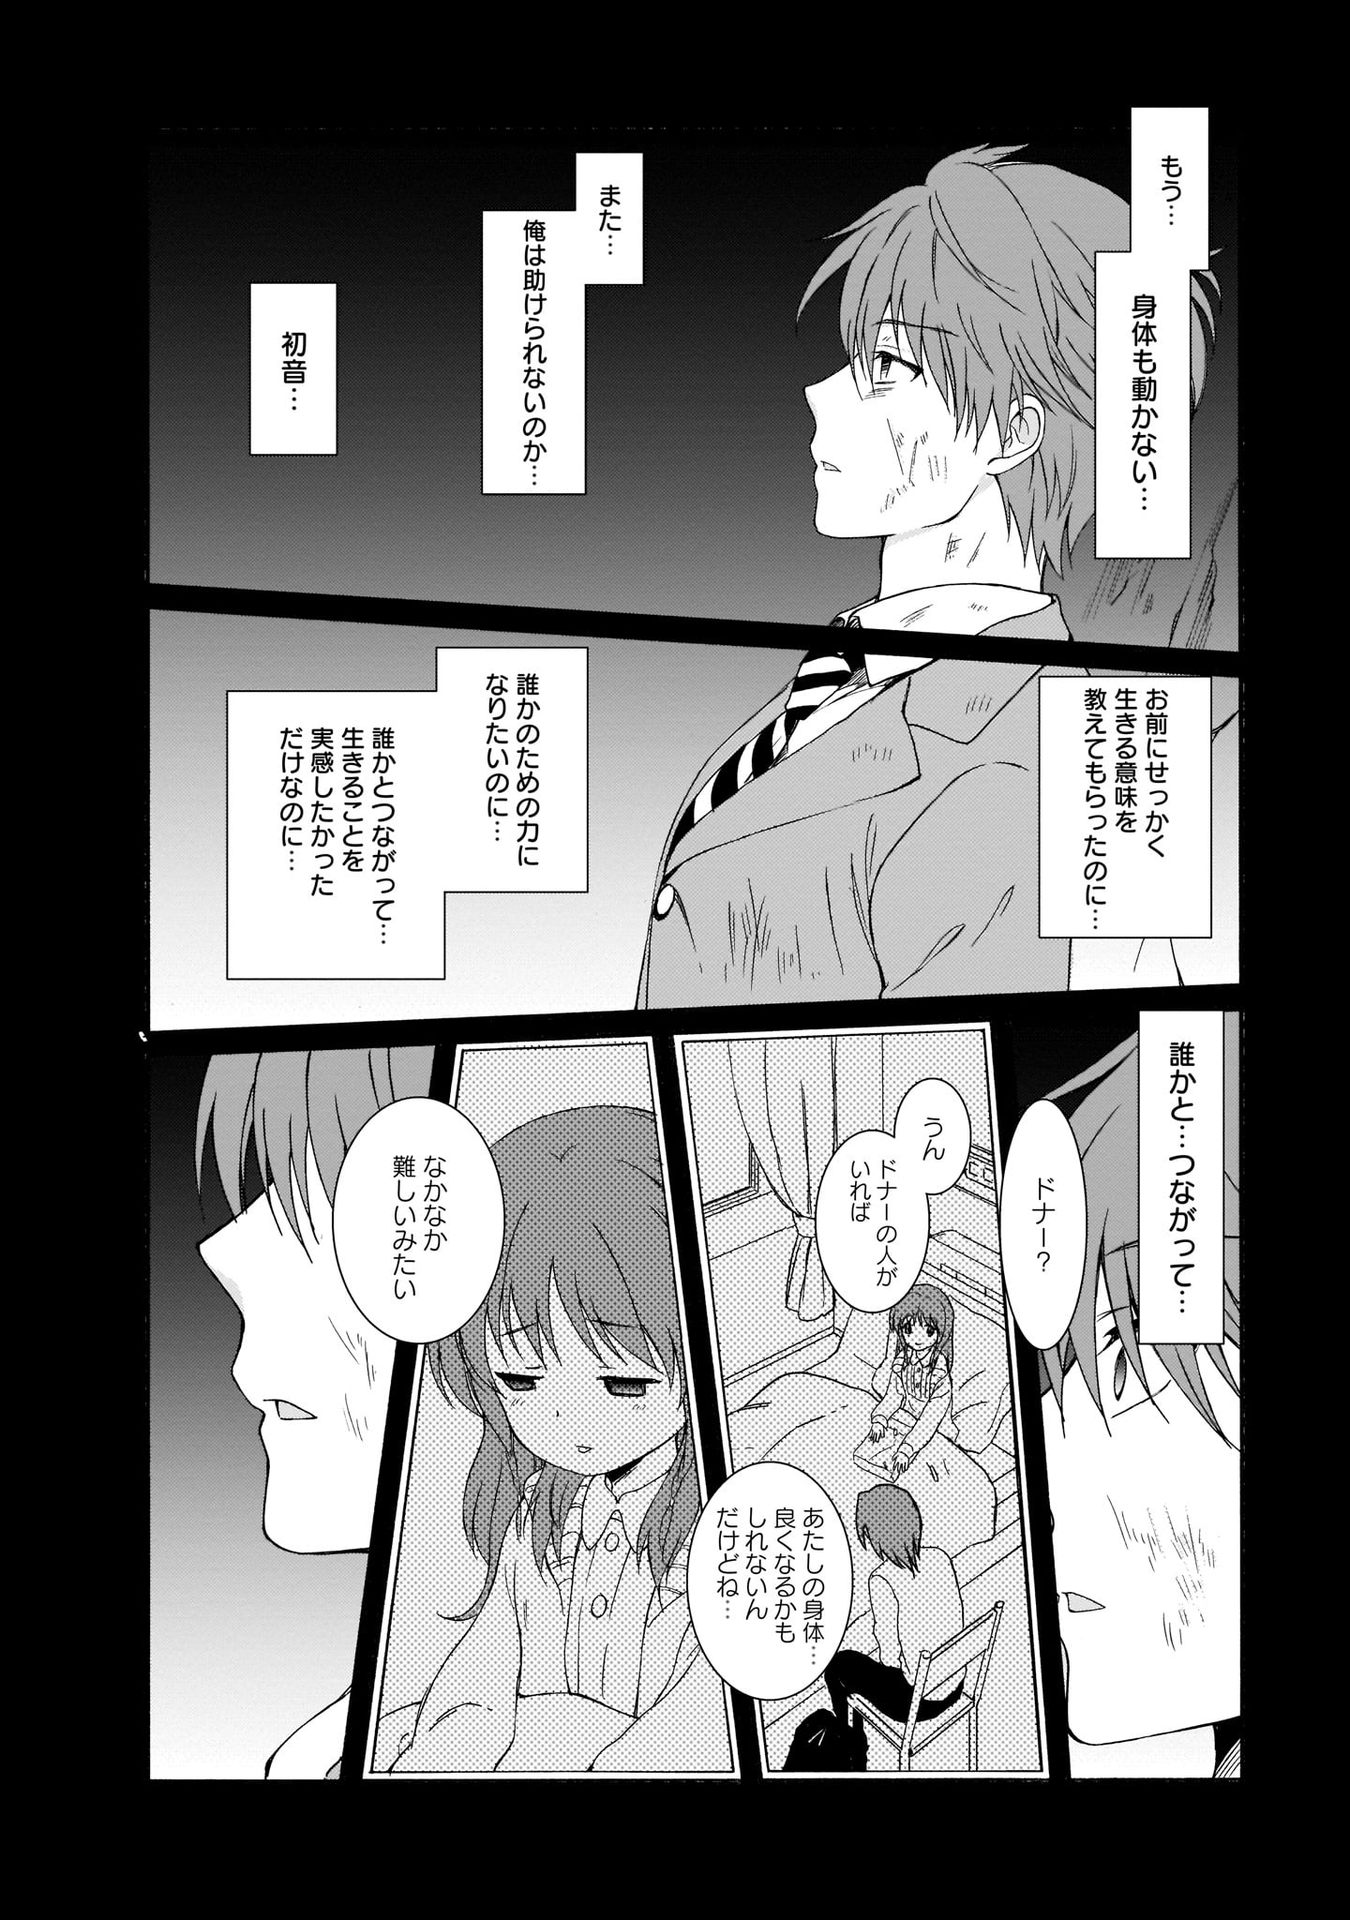 もう…
身体も動かない…
また…
俺は助けられないのか…
初音…
お前にせっかく
生きる意味を
教えてもらったのに…
誰かのための力に
なりたいのに…
誰かとつながって…
生きることを
実感したかった
だけなのに…
誰かと…つながって…
ドナー？
うん
ドナーの人が
いれば
あたしの身体…
良くなるかも
しれないん
だけどね…
なかなか
難しいみたい